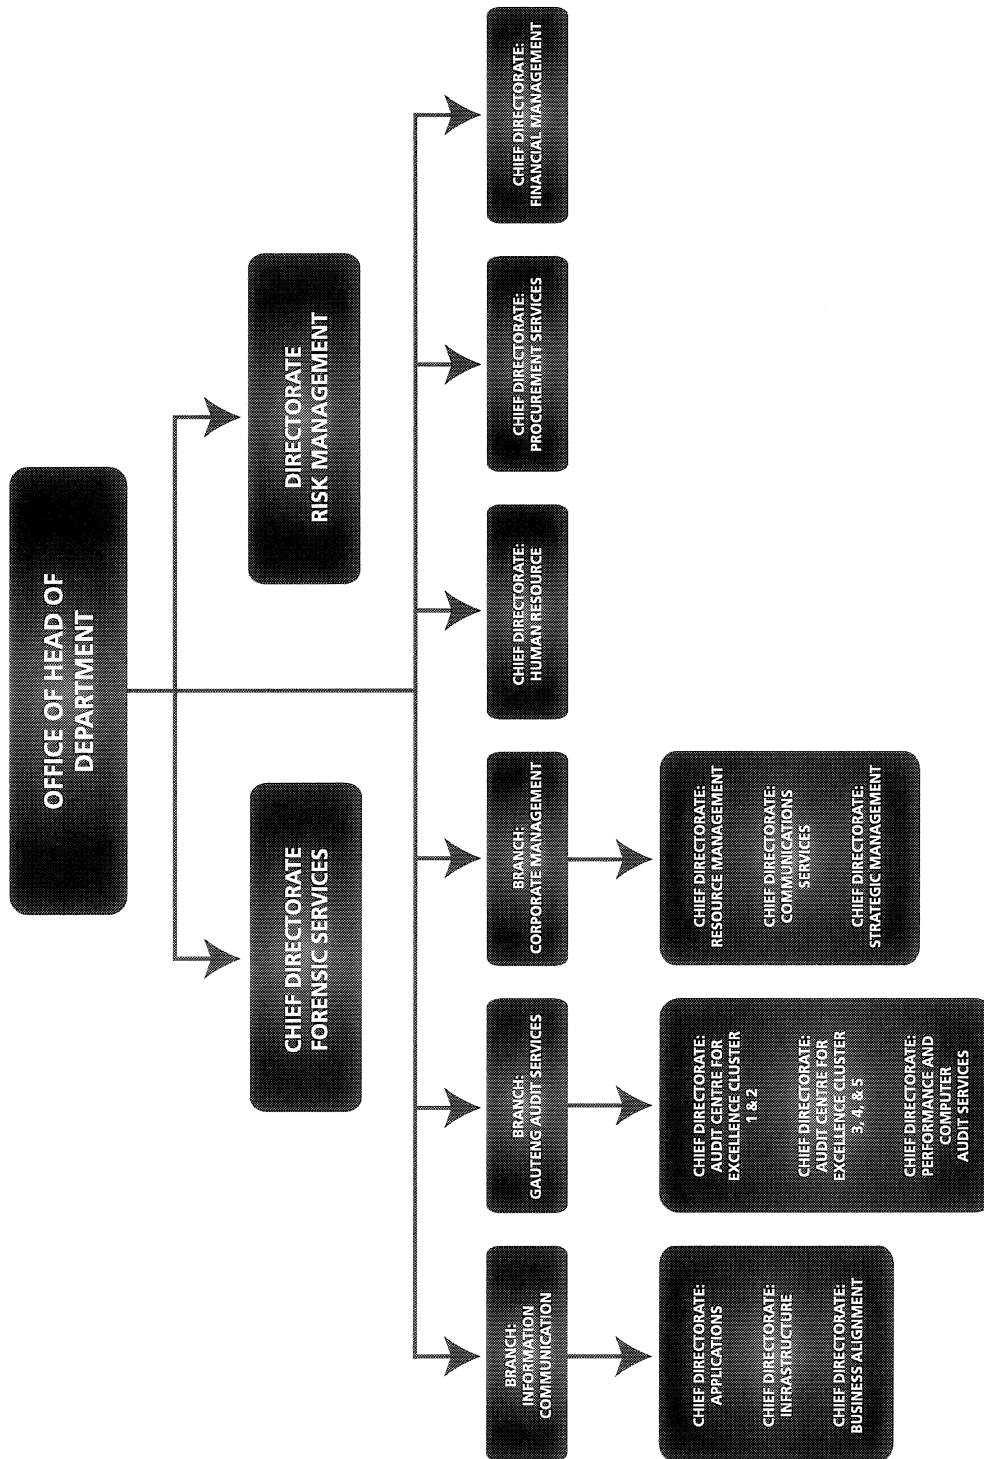 OFFICE OF HEAD OF
DEPARTMENT
CHIEF DIRECTORATE
FORENSIC SERVICES
DIRECTORATE
RISK MANAGEMENT
BRANCH:
INFORMATION
COMMUNICATION
BRANCH:
GAUTENG AUDIT SERVICES
BRANCH:
CORPORATE MANAGEMENT
CHIEF DIRECTORATE:
HUMAN RESOURCE
CHIEF DIRECTORATE:
PROCUREMENT SERVICES
CHIEF DIRECTORATE:
FINANCIAL MANAGEMENT
CHIEF DIRECTORATE:
APPLICATIONS
CHIEF DIRECTORATE:
INFRASTRUCTURE
CHIEF DIRECTORATE:
BUSINESS ALIGNMENT
CHIEF DIRECTORATE:
AUDIT CENTRE FOR
EXCELLENCE CLUSTER
1 & 2
CHIEF DIRECTORATE:
AUDIT CENTRE FOR
EXCELLENCE CLUSTER
3, 4, & 5
CHIEF DIRECTORATE:
PERFORMANCE AND
COMPUTER
AUDIT SERVICES
CHIEF DIRECTORATE:
RESOURCE MANAGEMENT
CHIEF DIRECTORATE:
COMMUNICATIONS
SERVICES
CHIEF DIRECTORATE:
STRATEGIC MANAGEMENT